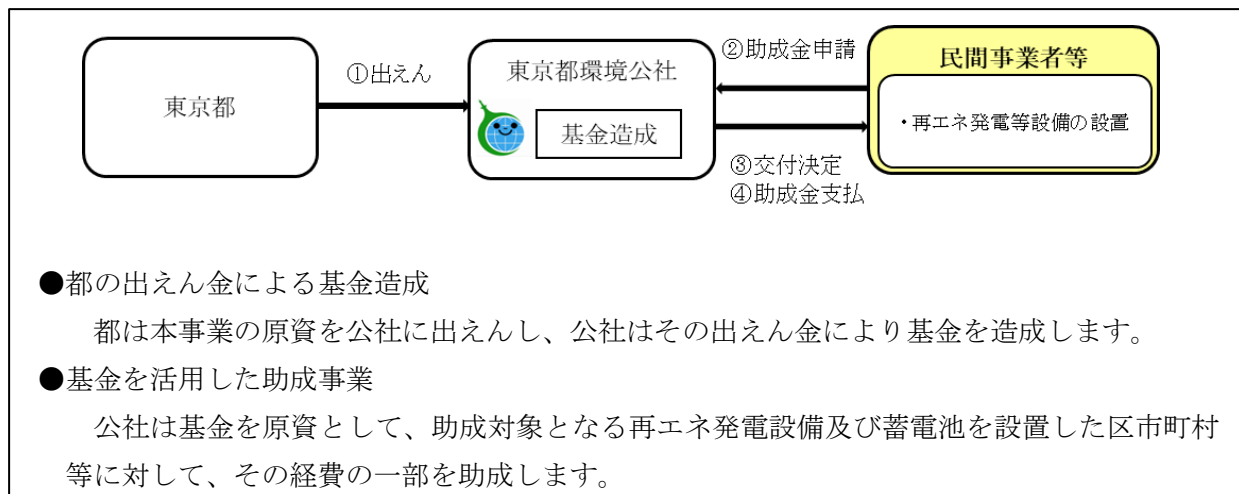 東京都
①出えん
東京都環境公社
基金造成
②助成金申請
③交付決定
④助成金支払
民間事業者等
・再エネ発電等設備の設置
●都の出えん金による基金造成
都は本事業の原資を公社に出えんし、公社はその出えん金により基金を造成します。
●基金を活用した助成事業
公社は基金を原資として、助成対象となる再エネ発電設備及び蓄電池を設置した区市町村
等に対して、その経費の一部を助成します。